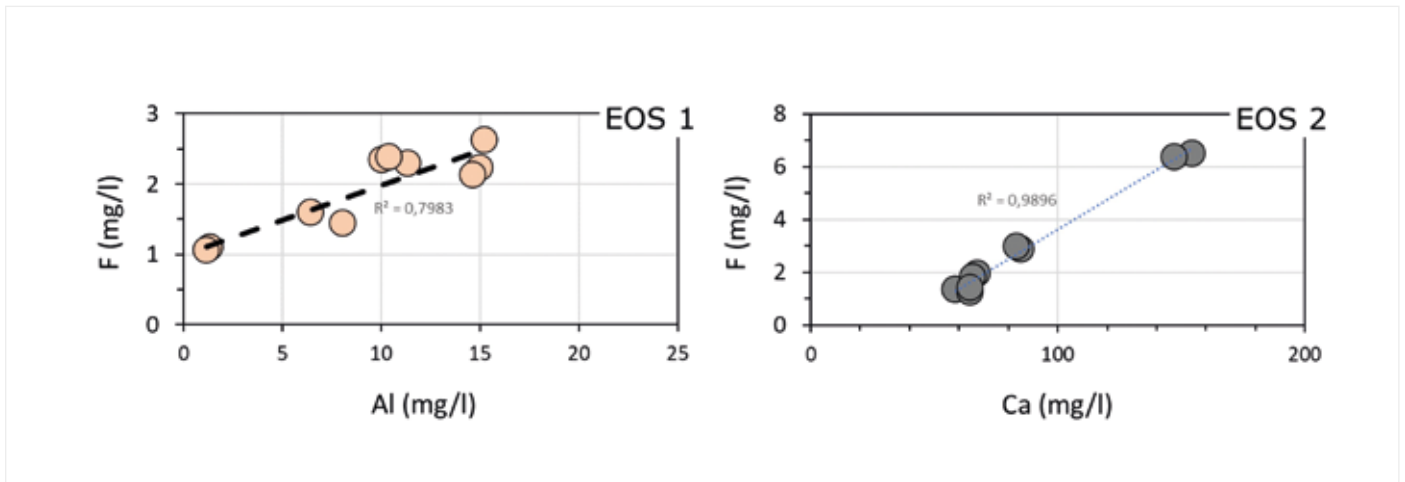 EOS 1
F (mg/l)
3
2
1
0
R² = 0,7983
0 5 10 15 20 25
Al (mg/l)
EOS 2
F (mg/l)
8
6
4
2
0
R² = 0,9896
0 100 200
Ca (mg/l)